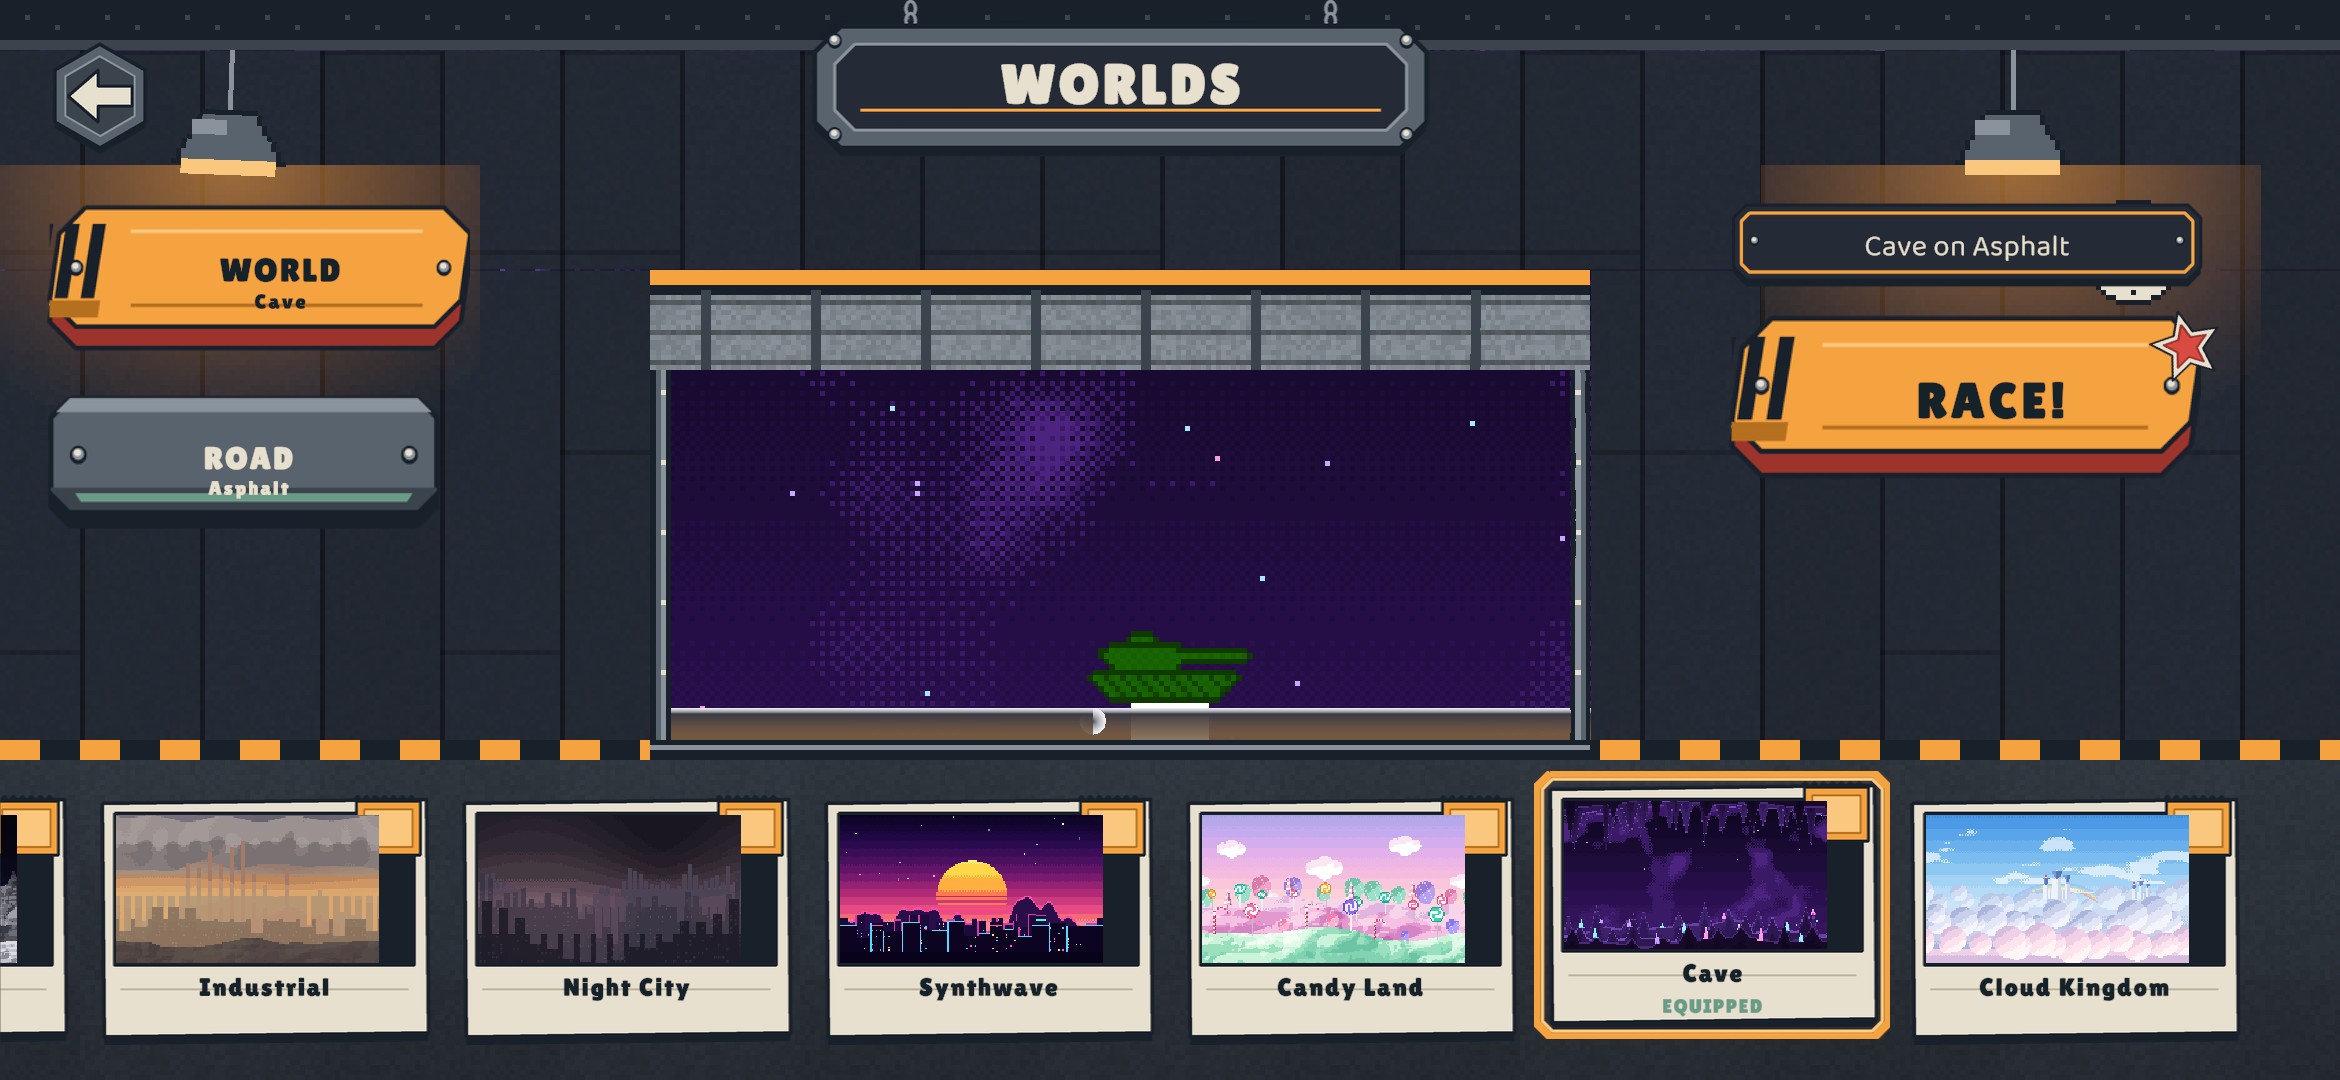 WORLDS
WORLD
Cave
ROAD
Asphalt
Cave on Asphalt
RACE!
Industrial
Night City
Synthwave
Candy Land
Cave
EQUIPPED
Cloud Kingdom